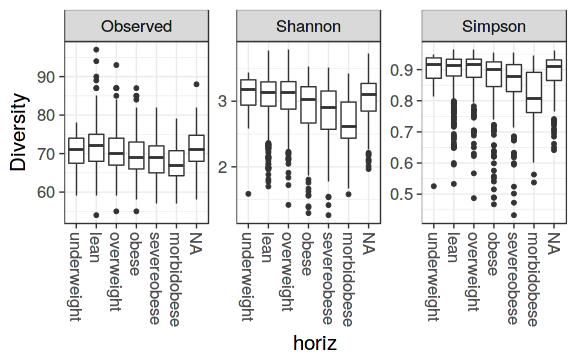 Observed
Shannon
Simpson
Diversity
90
80
70
60
3
2
0.9
0.8
0.7
0.6
0.5
underweight
lean
overweight
obese
severeobese
morbidobese
NA
underweight
lean
overweight
obese
severeobese
morbidobese
NA
underweight
lean
overweight
obese
severeobese
morbidobese
NA
horiz